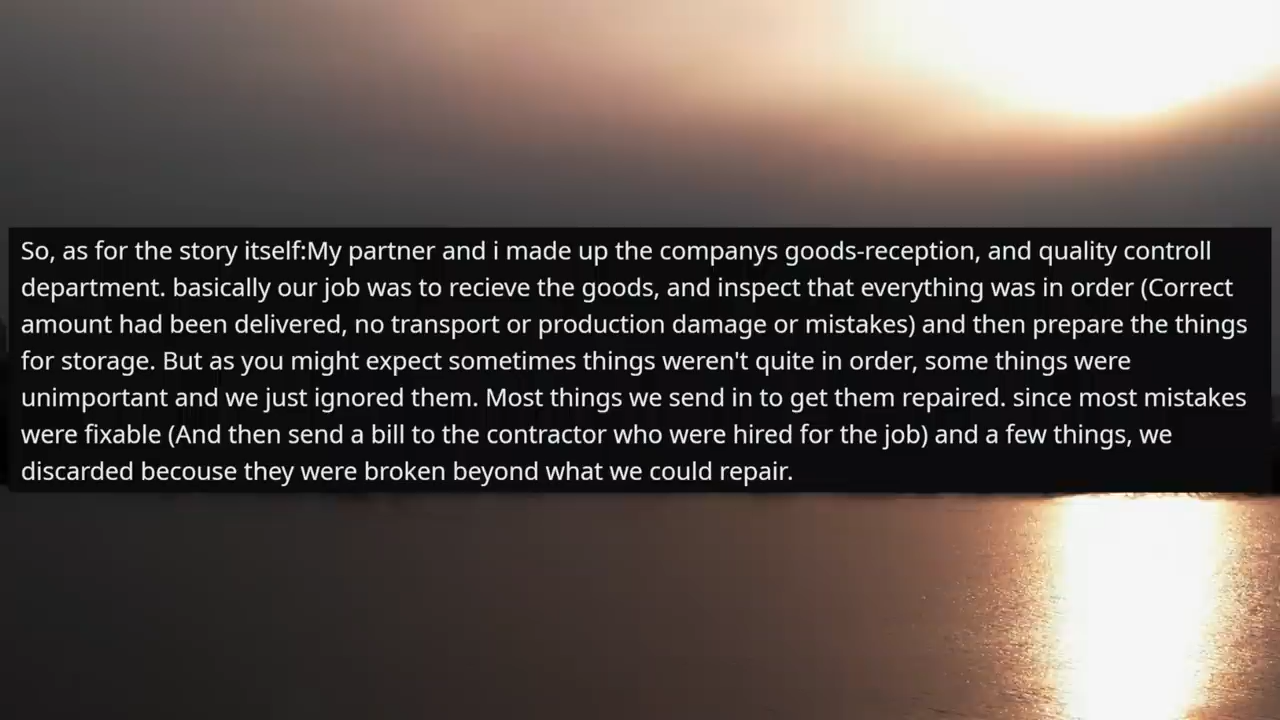 So, as for the story itself:My partner and i made up the companys goods-reception, and quality controll
department. basically our job was to recieve the goods, and inspect that everything was in order (Correct
amount had been delivered, no transport or production damage or mistakes) and then prepare the things
for storage. But as you might expect sometimes things weren't quite in order, some things were
unimportant and we just ignored them. Most things we send in to get them repaired. since most mistakes
were fixable (And then send a bill to the contractor who were hired for the job) and a few things, we
discarded becouse they were broken beyond what we could repair.